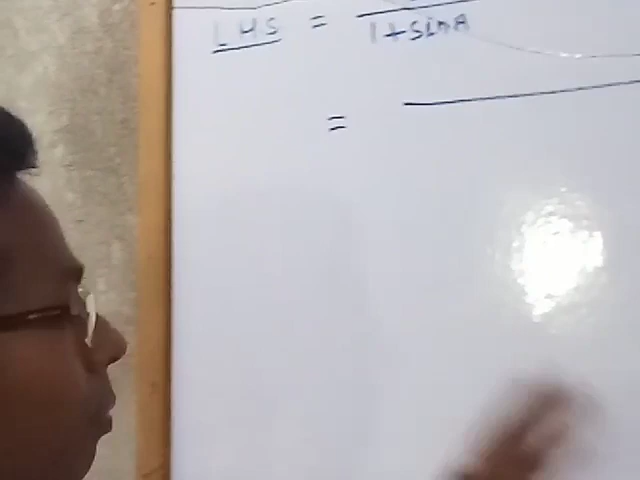 LHS =
1+sinA
=